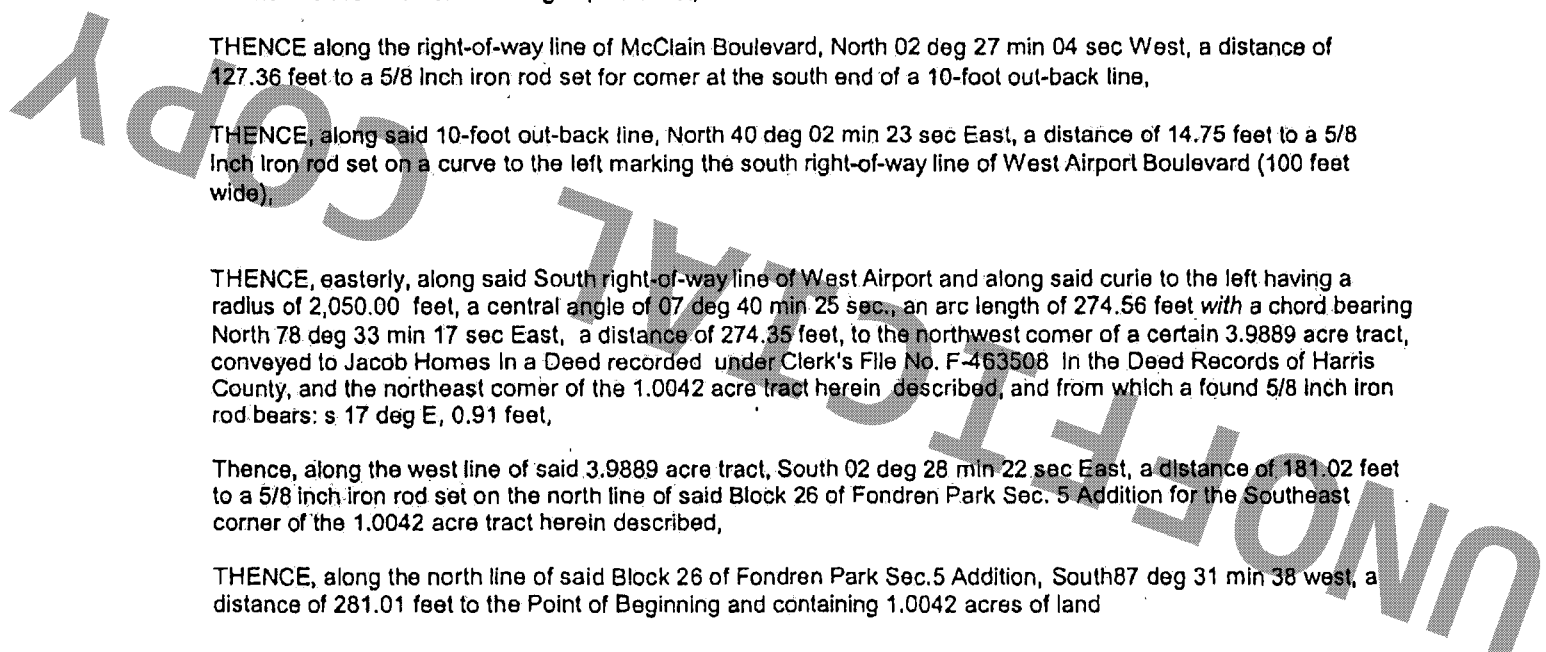 THENCE along the right-of-way line of McClain Boulevard, North 02 deg 27 min 04 sec West, a distance of
127.36 feet to a 5/8 Inch iron rod set for comer at the south end of a 10-foot out-back line,
THENCE, along said 10-foot out-back line, North 40 deg 02 min 23 sec East, a distance of 14.75 feet to a 5/8
Inch Iron rod set on a curve to the left marking the south right-of-way line of West Airport Boulevard (100 feet
wide),
THENCE, easterly, along said South right-of-way line of West Airport and along said curie to the left having a
radius of 2,050.00 feet, a central angle of 07 deg 40 min 25 sec., an arc length of 274.56 feet with a chord bearing
North 78 deg 33 min 17 sec East, a distance of 274.35 feet, to the northwest comer of a certain 3.9889 acre tract,
conveyed to Jacob Homes In a Deed recorded under Clerk's File No. F-463508 In the Deed Records of Harris
County, and the northeast comer of the 1.0042 acre tract herein described, and from which a found 5/8 inch iron
rod bears: s 17 deg E, 0.91 feet,
Thence, along the west line of said 3.9889 acre tract, South 02 deg 28 min 22 sec East, a distance of 181.02 feet
to a 5/8 inch iron rod set on the north line of said Block 26 of Fondren Park Sec. 5 Addition for the Southeast
corner of the 1.0042 acre tract herein described,
THENCE, along the north line of said Block 26 of Fondren Park Sec.5 Addition, South87 deg 31 min 38 west, a
distance of 281.01 feet to the Point of Beginning and containing 1.0042 acres of land
UNOFFICIAL COPY